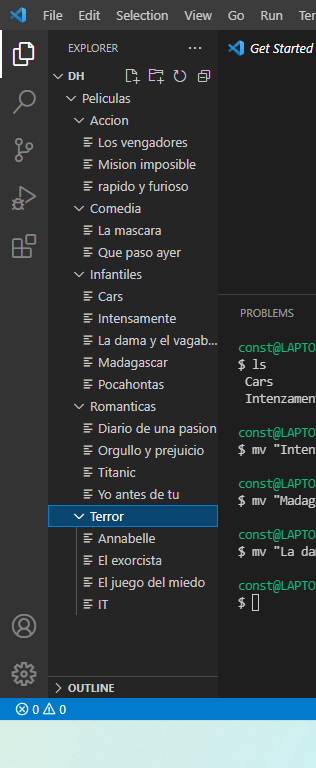 File Edit Selection View Go Run Ter
EXPLORER
Get Started
DH
Peliculas
Accion
Los vengadores
Mision imposible
rapido y furioso
Comedia
La mascara
Que paso ayer
Infantiles
Cars
Intensamente
La dama y el vagab...
Madagascar
Pocahontas
Romanticas
Diario de una pasion
Orgullo y prejuicio
Titanic
Yo antes de tu
Terror
Annabelle
El exorcista
El juego del miedo
IT
OUTLINE
PROBLEMS
const@LAPTO
$ ls
Cars
Intenzament
const@LAPTO
$ mv "Inten
const@LAPTO
$ mv "Madag
const@LAPTO
$ mv "La da
const@LAPTO
$
0 0